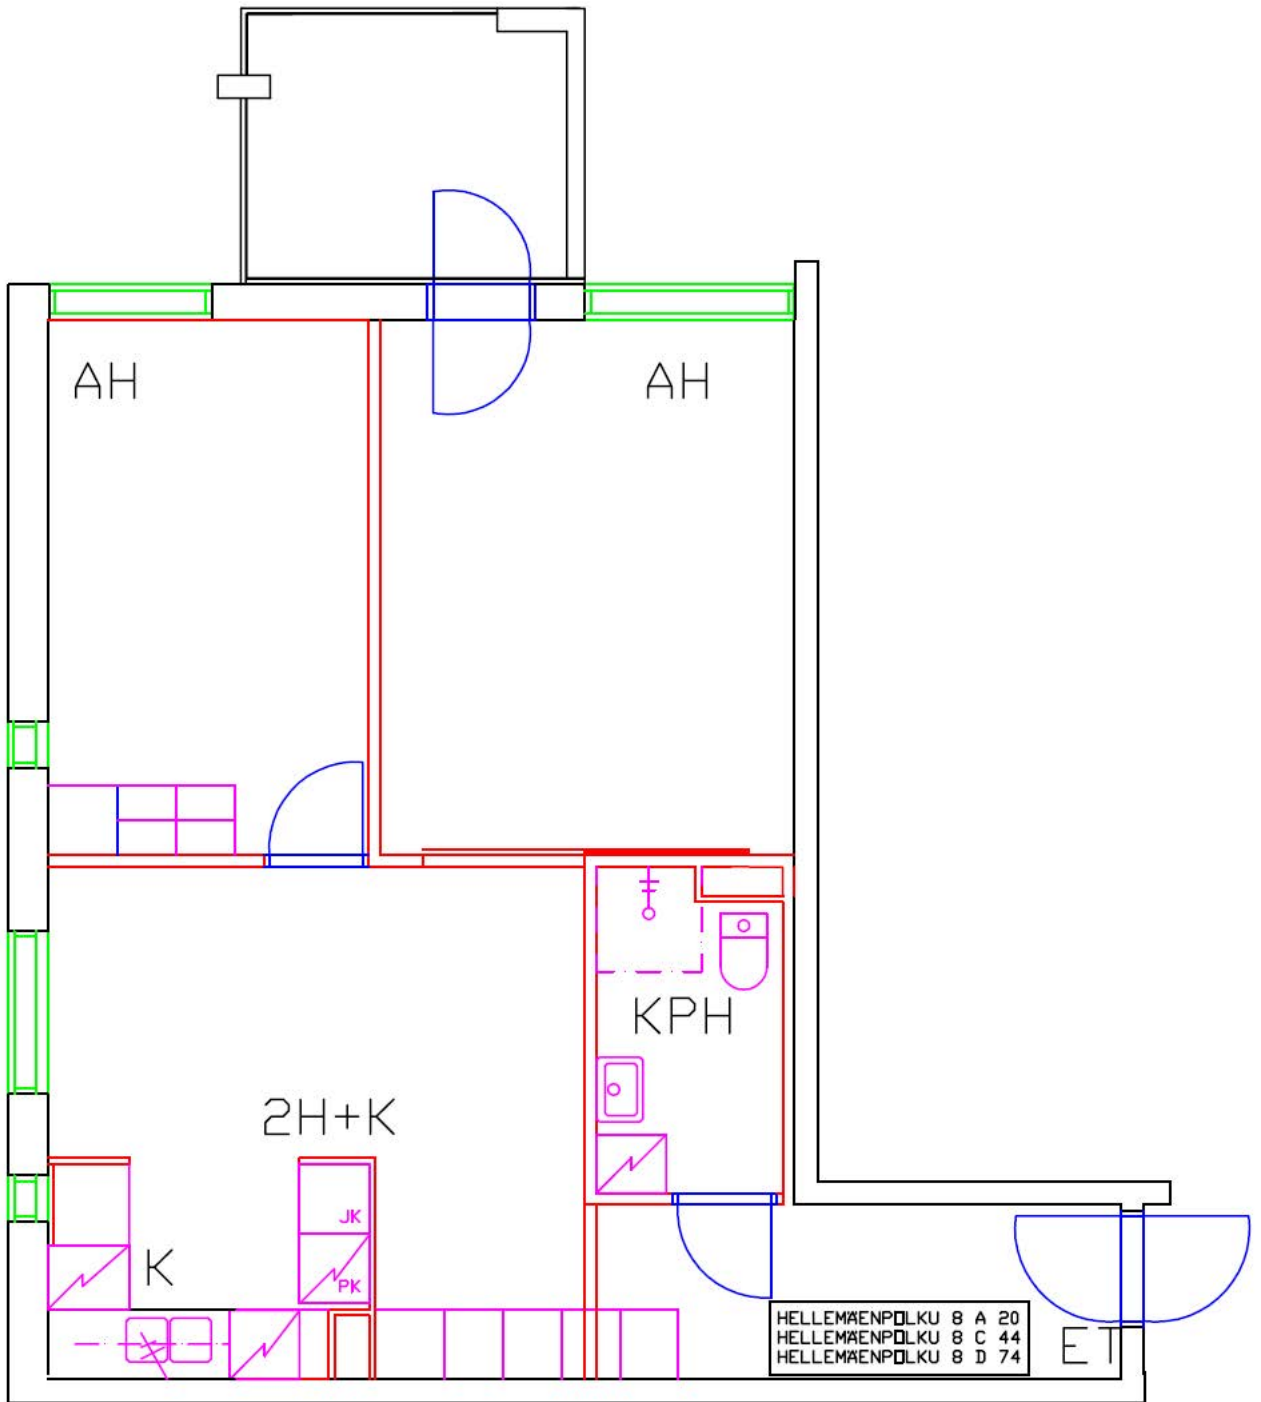 AH
AH
KPH
2H+K
JK
K
PK
HELLEMÄENPOLKU 8 A 20
HELLEMÄENPOLKU 8 C 44
HELLEMÄENPOLKU 8 D 74
ET